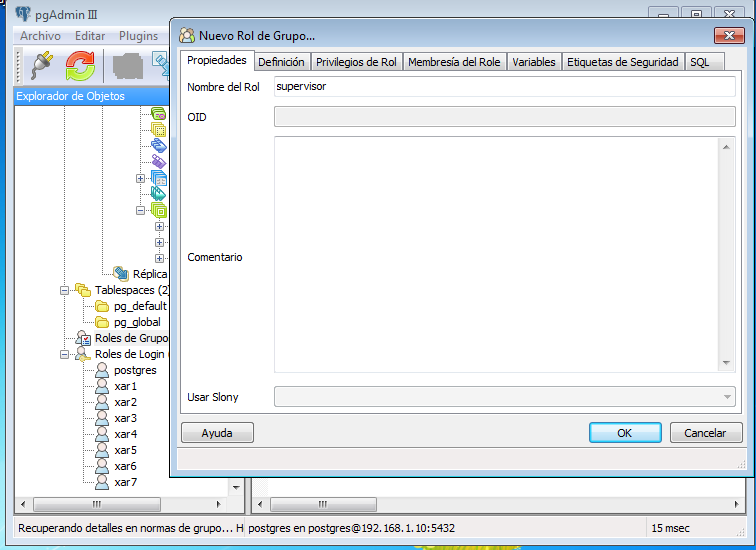 pgAdmin III
Archivo Editar Plugins
Explorador de Objetos
Réplica
Tablespaces (2)
pg_default
pg_global
Roles de Grupo
Roles de Login
postgres
xar1
xar2
xar3
xar4
xar5
xar6
xar7
Nuevo Rol de Grupo...
Propiedades Definición Privilegios de Rol Membresía del Role Variables Etiquetas de Seguridad SQL
Nombre del Rol supervisor
OID
Comentario
Usar Slony
Ayuda OK Cancelar
Recuperando detalles en normas de grupo... H postgres en postgres@192.168.1.10:5432 15 msec